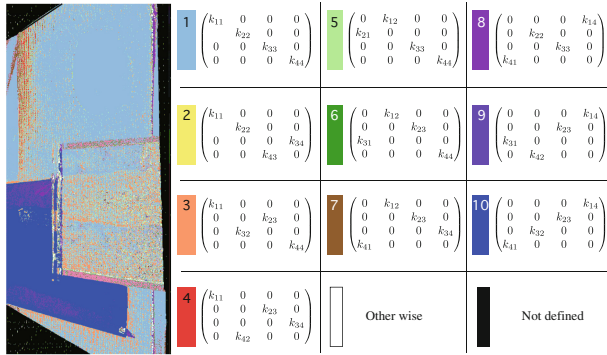 1
k11 0 0 0
k22 0 0
0 0 k33 0
0 0 0 k44
5
0 k12 0 0
k21 0 0
0 0 k33 0
0 0 0 k44
8
0 0 0 k14
0 k22 0 0
0 0 k33 0
k41 0 0 0
2
k11 0 0 0
k22 0 0
0 0 0 k34
0 0 k43 0
6
0 k12 0 0
0 0 k23 0
k31 0 0 0
0 0 0 k44
9
0 0 0 k14
0 0 k23 0
k31 0 0 0
0 k42 0 0
3
k11 0 0 0
0 0 k23 0
0 k32 0 0
0 0 0 k44
7
0 k12 0 0
0 0 k23 0
0 0 0 k34
k41 0 0 0
10
0 0 0 k14
0 0 k23 0
0 k32 0 0
k41 0 0 0
4
k11 0 0 0
0 0 k23 0
0 0 0 k34
0 k42 0 0
Other wise
Not defined